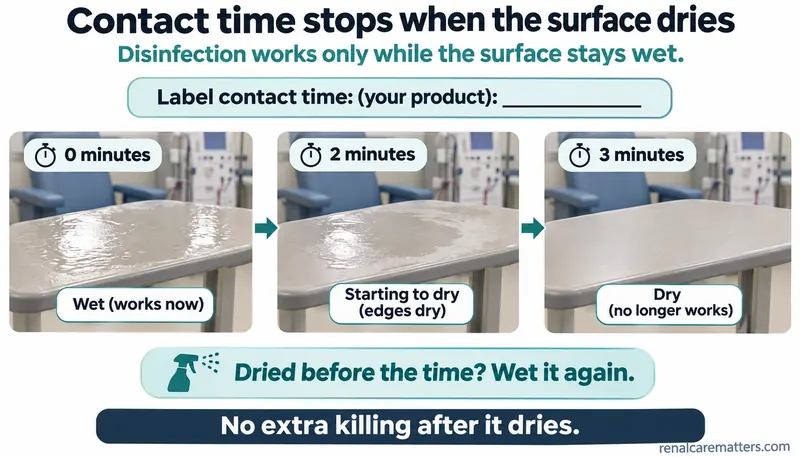 Contact time stops when the surface dries
Disinfection works only while the surface stays wet.
Label contact time: (your product): ____________
0 minutes
2 minutes
3 minutes
Wet (works now)
Starting to dry
(edges dry)
Dry
(no longer works)
Dried before the time? Wet it again.
No extra killing after it dries.
renalcarematters.com